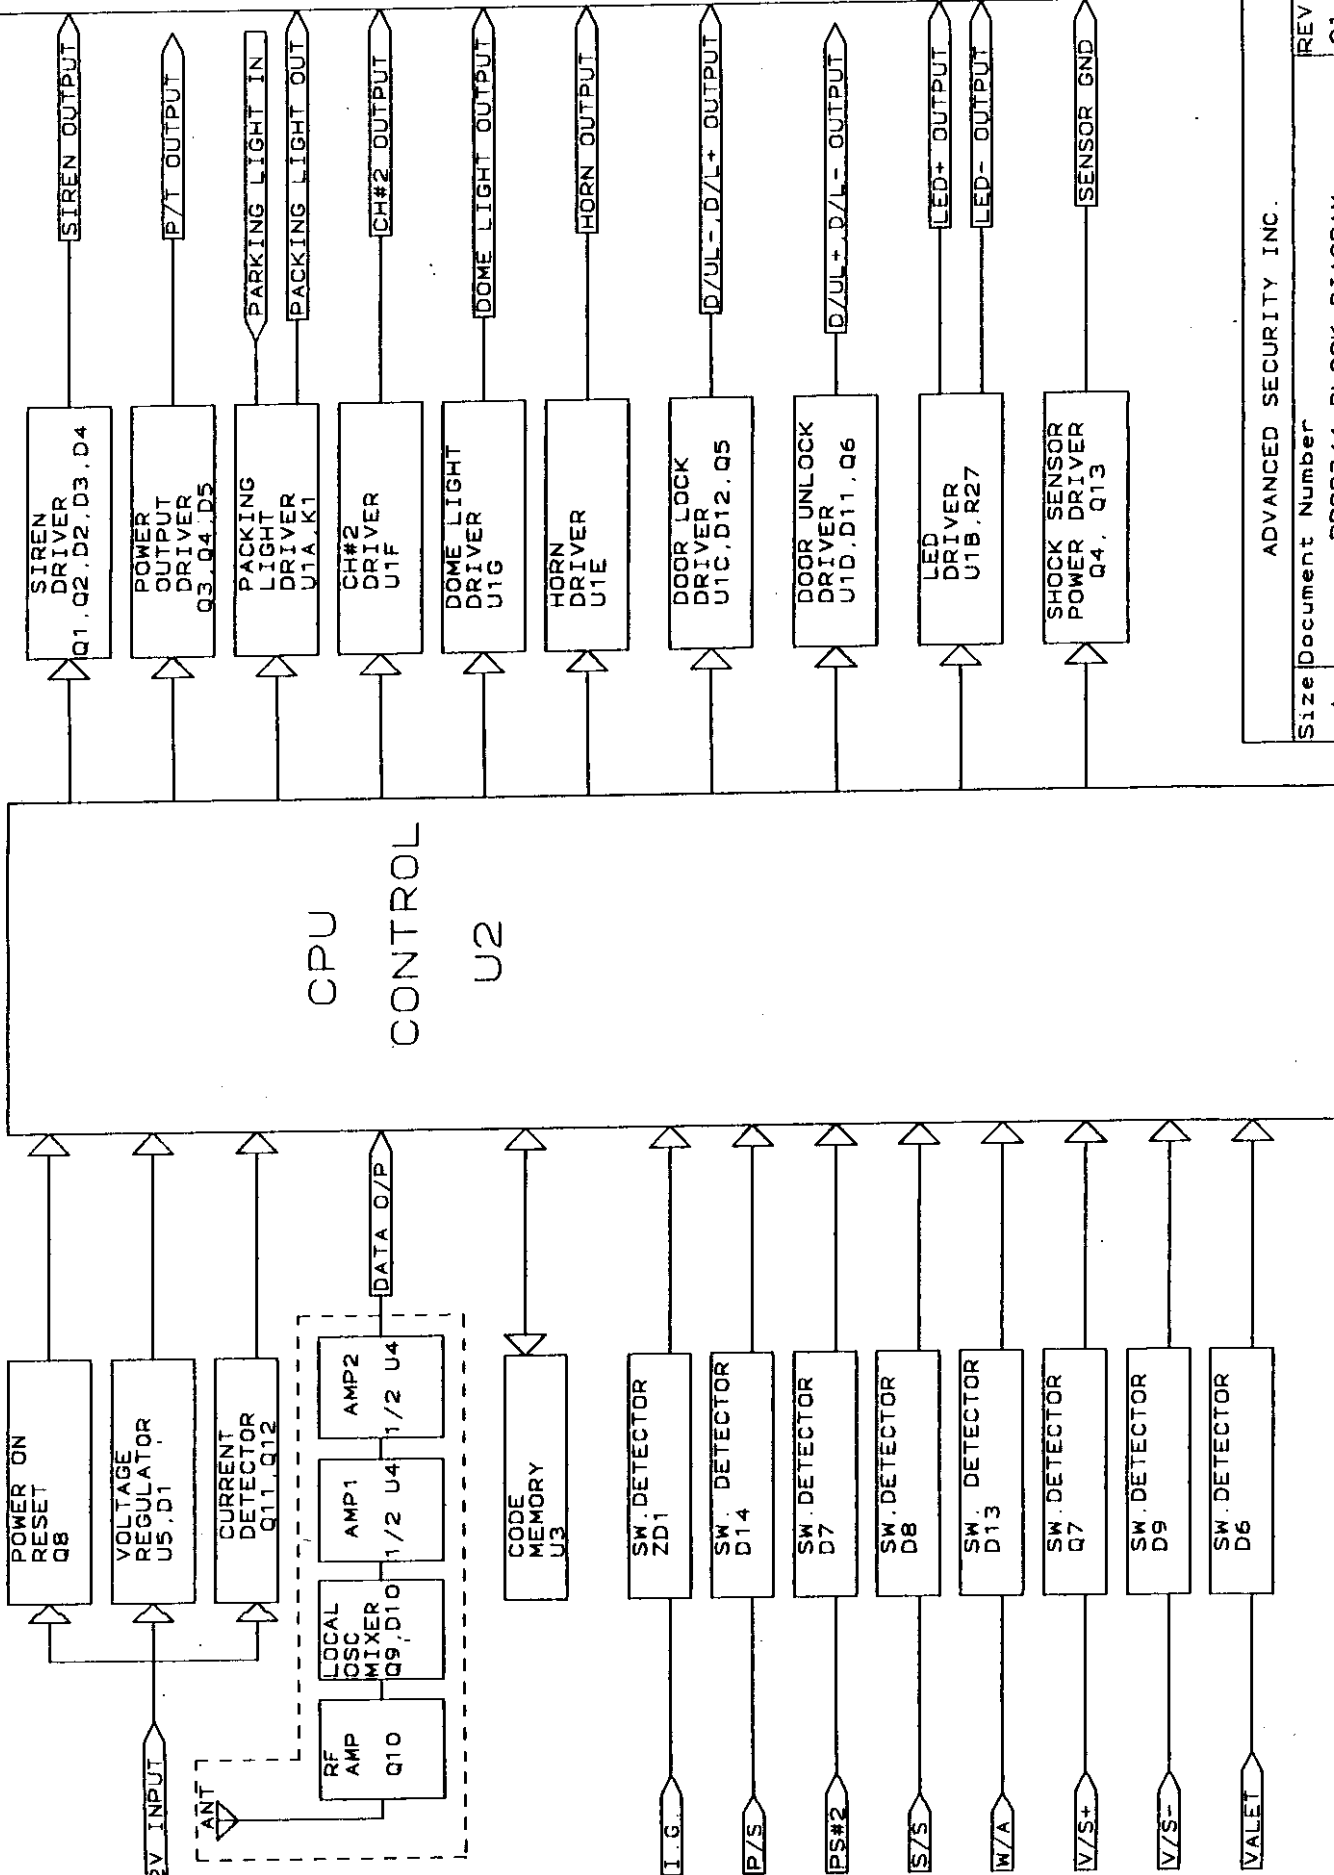 2V INPUT
POWER ON
RESET
Q8
VOLTAGE
REGULATOR
U5,D1
CURRENT
DETECTOR
Q11,Q12
ANT
RF
AMP
Q10
LOCAL
OSC
MIXER
Q9,D10
AMP1
1/2 U4
AMP2
1/2 U4
DATA O/P
CODE
MEMORY
U3
I.G.
SW.DETECTOR
ZD1
P/S
SW. DETECTOR
D14
PS#2
SW.DETECTOR
D7
S/S
SW.DETECTOR
D8
W/A
SW. DETECTOR
D13
V/S+
SW.DETECTOR
Q7
V/S-
SW.DETECTOR
D9
VALET
SW.DETECTOR
D6
CPU
CONTROL
U2
SIREN
DRIVER
Q1,Q2,D2,D3,D4
SIREN OUTPUT
POWER
OUTPUT
DRIVER
Q3,Q4,D5
P/T OUTPUT
PACKING
LIGHT
DRIVER
U1A,K1
PARKING LIGHT IN
PACKING LIGHT OUT
CH#2
DRIVER
U1F
CH#2 OUTPUT
DOME LIGHT
DRIVER
U1G
DOME LIGHT OUTPUT
HORN
DRIVER
U1E
HORN OUTPUT
DOOR LOCK
DRIVER
U1C,D12,Q5
D/UL-,D/L+ OUTPUT
DOOR UNLOCK
DRIVER
U1D,D11,Q6
D/UL+,D/L- OUTPUT
LED
DRIVER
U1B,R27
LED+ OUTPUT
LED- OUTPUT
SHOCK SENSOR
POWER DRIVER
Q4, Q13
SENSOR GND
ADVANCED SECURITY INC.
Size Document Number REV
BLOCK DIAGRAM